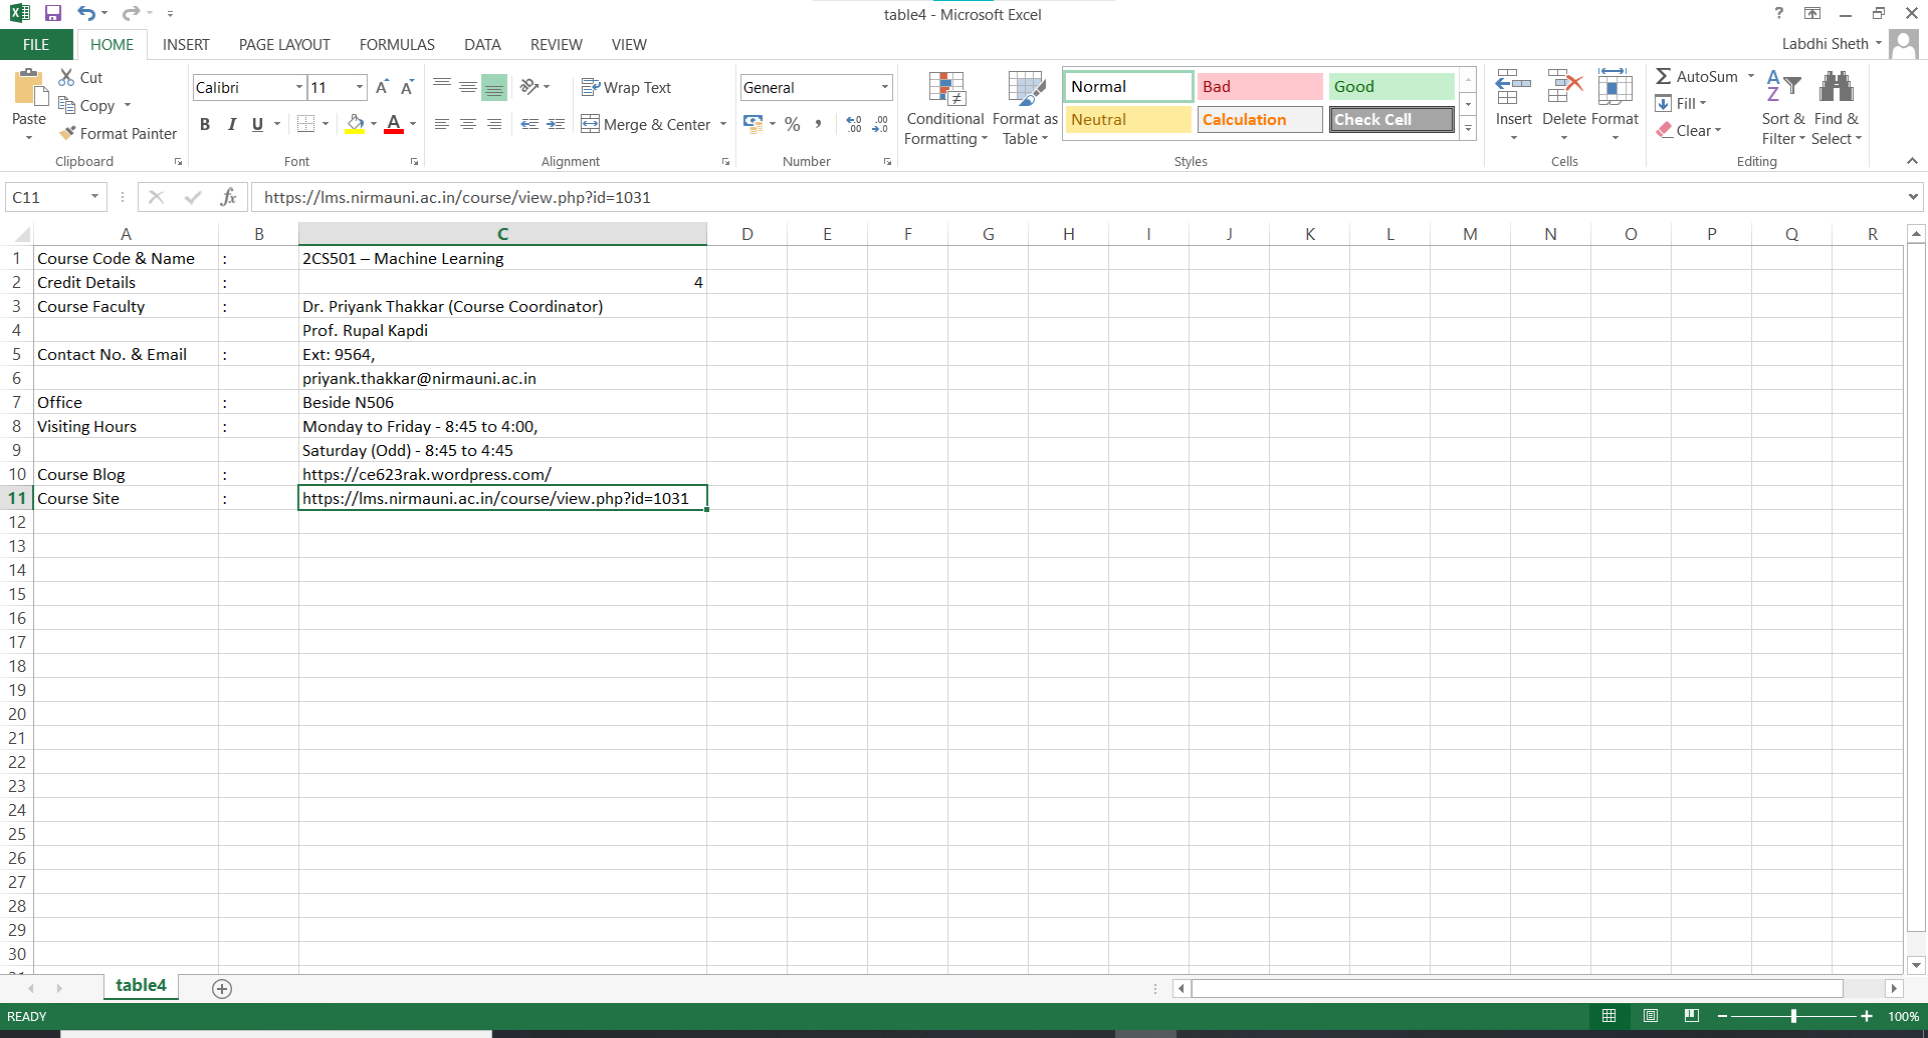 table4 - Microsoft Excel
FILE HOME INSERT PAGE LAYOUT FORMULAS DATA REVIEW VIEW
Labdhi Sheth
Paste
Cut
Copy
Format Painter
Clipboard
Calibri 11
B I U
Font
Wrap Text
Merge & Center
Alignment
General
Number
Conditional Formatting
Format as Table
Normal Bad Good
Neutral Calculation Check Cell
Styles
Insert Delete Format
Cells
AutoSum
Fill
Clear
Sort & Filter
Find & Select
Editing
C11 fx https://lms.nirmauni.ac.in/course/view.php?id=1031
A B C D E F G H I J K L M N O P Q R
1 Course Code & Name : 2CS501 – Machine Learning
2 Credit Details : 4
3 Course Faculty : Dr. Priyank Thakkar (Course Coordinator)
4 Prof. Rupal Kapdi
5 Contact No. & Email : Ext: 9564,
6 priyank.thakkar@nirmauni.ac.in
7 Office : Beside N506
8 Visiting Hours : Monday to Friday - 8:45 to 4:00,
9 Saturday (Odd) - 8:45 to 4:45
10 Course Blog : https://ce623rak.wordpress.com/
11 Course Site : https://lms.nirmauni.ac.in/course/view.php?id=1031
12
13
14
15
16
17
18
19
20
21
22
23
24
25
26
27
28
29
30
table4
READY
100%